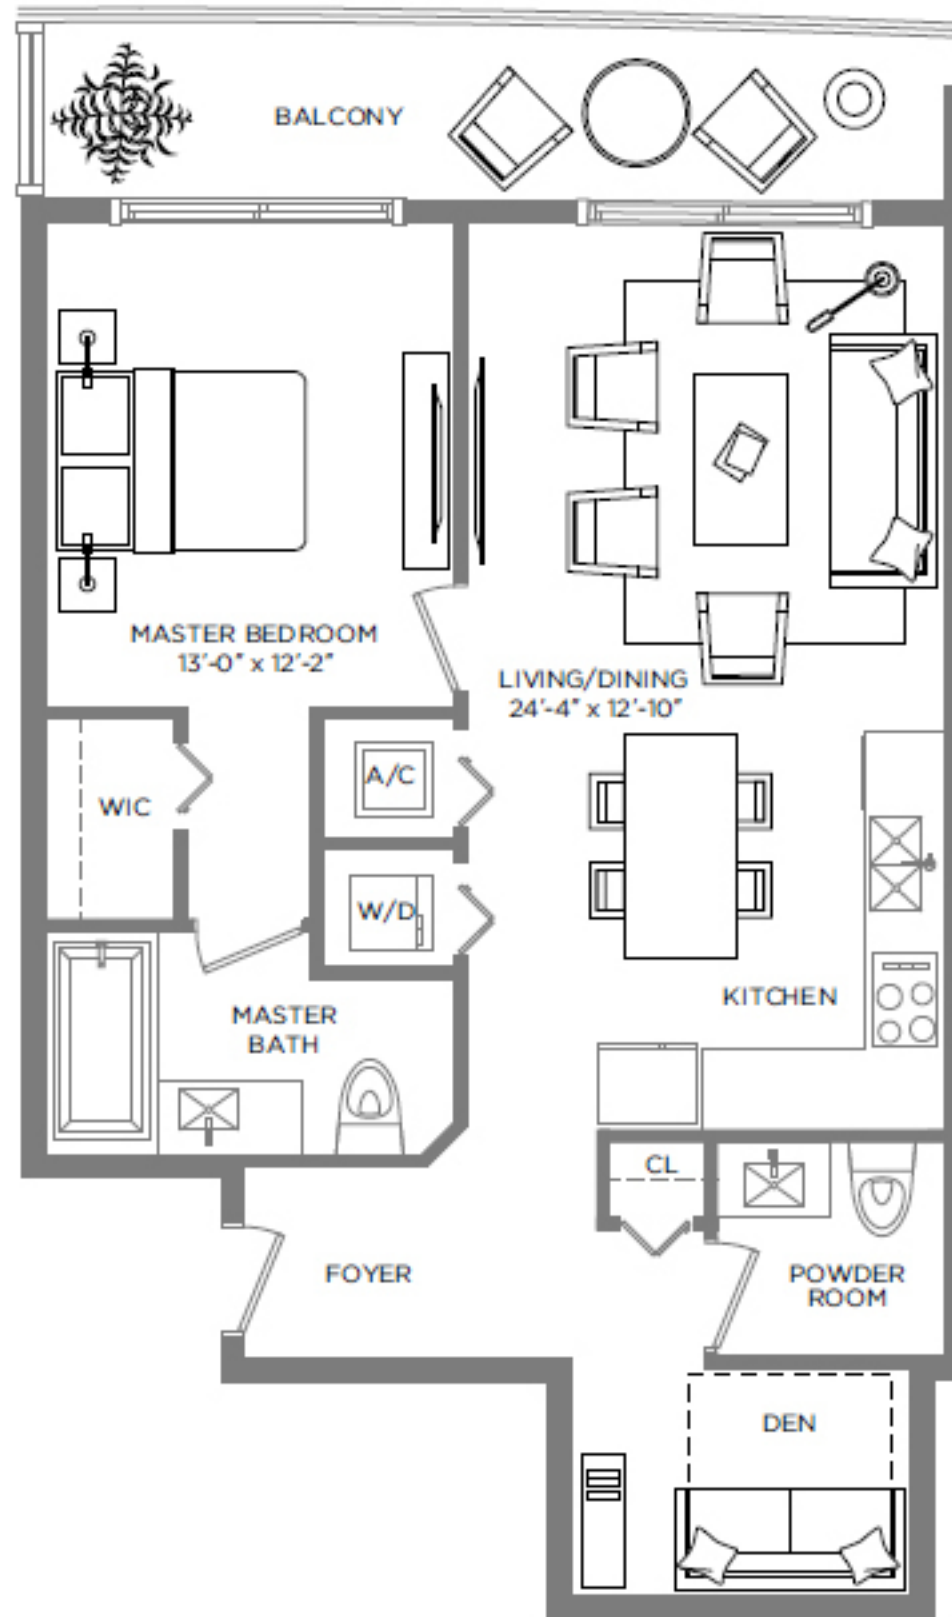 BALCONY
MASTER BEDROOM
13'-0" x 12'-2"
LIVING/DINING
24'-4" x 12'-10"
A/C
WIC
W/D
KITCHEN
MASTER
BATH
CL
FOYER
POWDER
ROOM
DEN